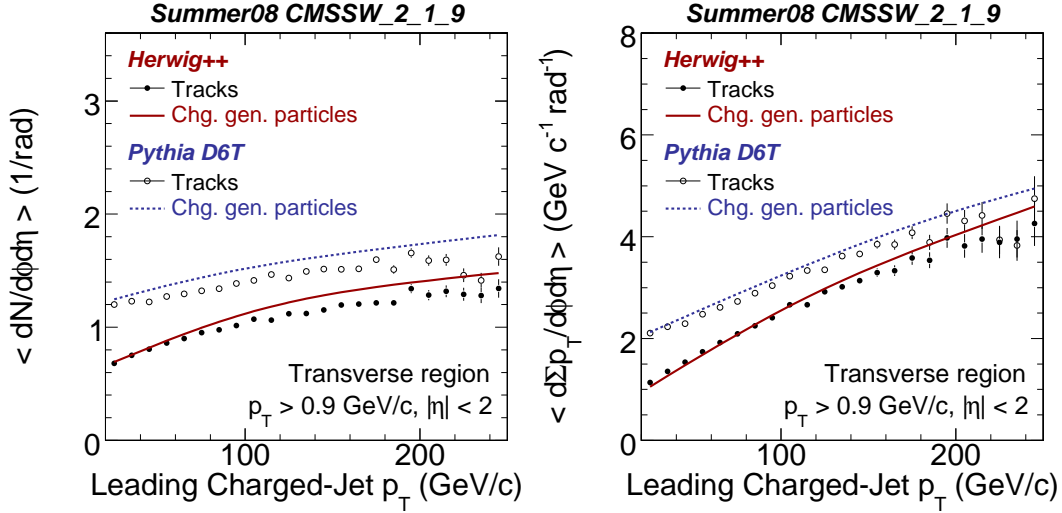 Summer08 CMSSW_2_1_9
< dN/dϕdη > (1/rad)
3
2
1
0
Herwig++
Tracks
Chg. gen. particles
Pythia D6T
Tracks
Chg. gen. particles
Transverse region
p_T > 0.9 GeV/c, |η| < 2
100
200
Leading Charged-Jet p_T (GeV/c)
Summer08 CMSSW_2_1_9
< dΣp_T/dϕdη > (GeV c⁻¹ rad⁻¹)
8
6
4
2
0
Herwig++
Tracks
Chg. gen. particles
Pythia D6T
Tracks
Chg. gen. particles
Transverse region
p_T > 0.9 GeV/c, |η| < 2
100
200
Leading Charged-Jet p_T (GeV/c)